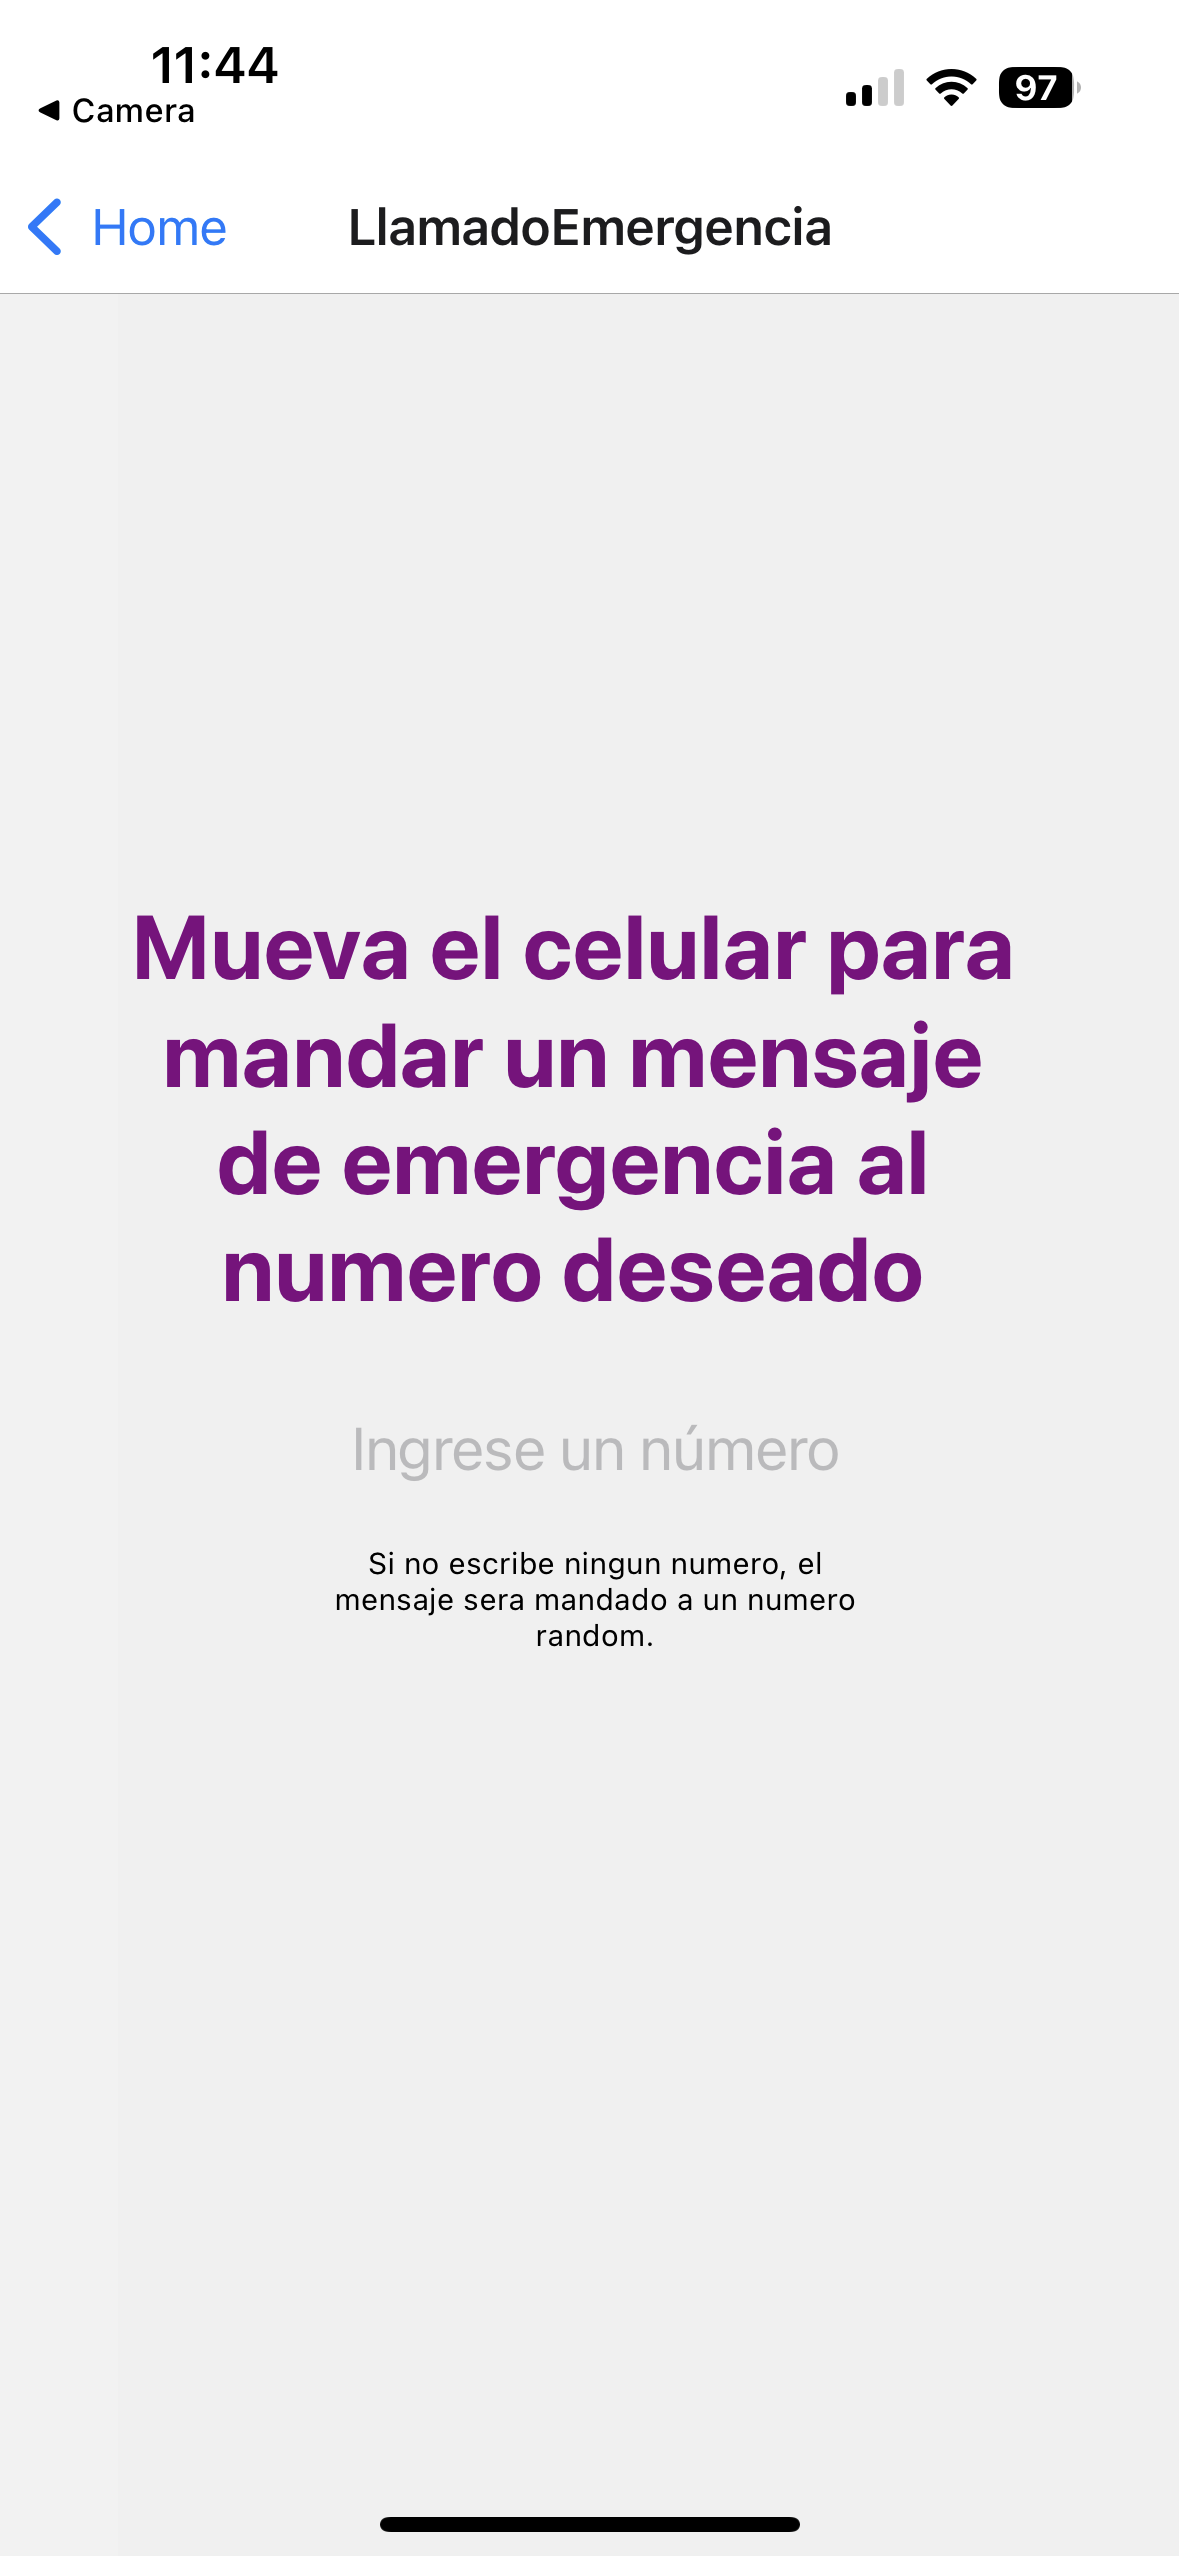 11:44
◀ Camera
97
Home
LlamadoEmergencia
Mueva el celular para
mandar un mensaje
de emergencia al
numero deseado
Ingrese un número
Si no escribe ningun numero, el
mensaje sera mandado a un numero
random.